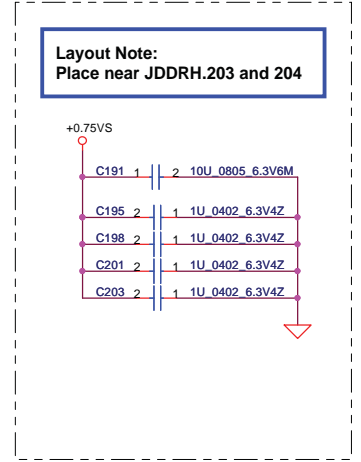 Layout Note:
Place near JDDRH.203 and 204
+0.75VS
C191 1 2 10U_0805_6.3V6M
C195 2 1 1U_0402_6.3V4Z
C198 2 1 1U_0402_6.3V4Z
C201 2 1 1U_0402_6.3V4Z
C203 2 1 1U_0402_6.3V4Z